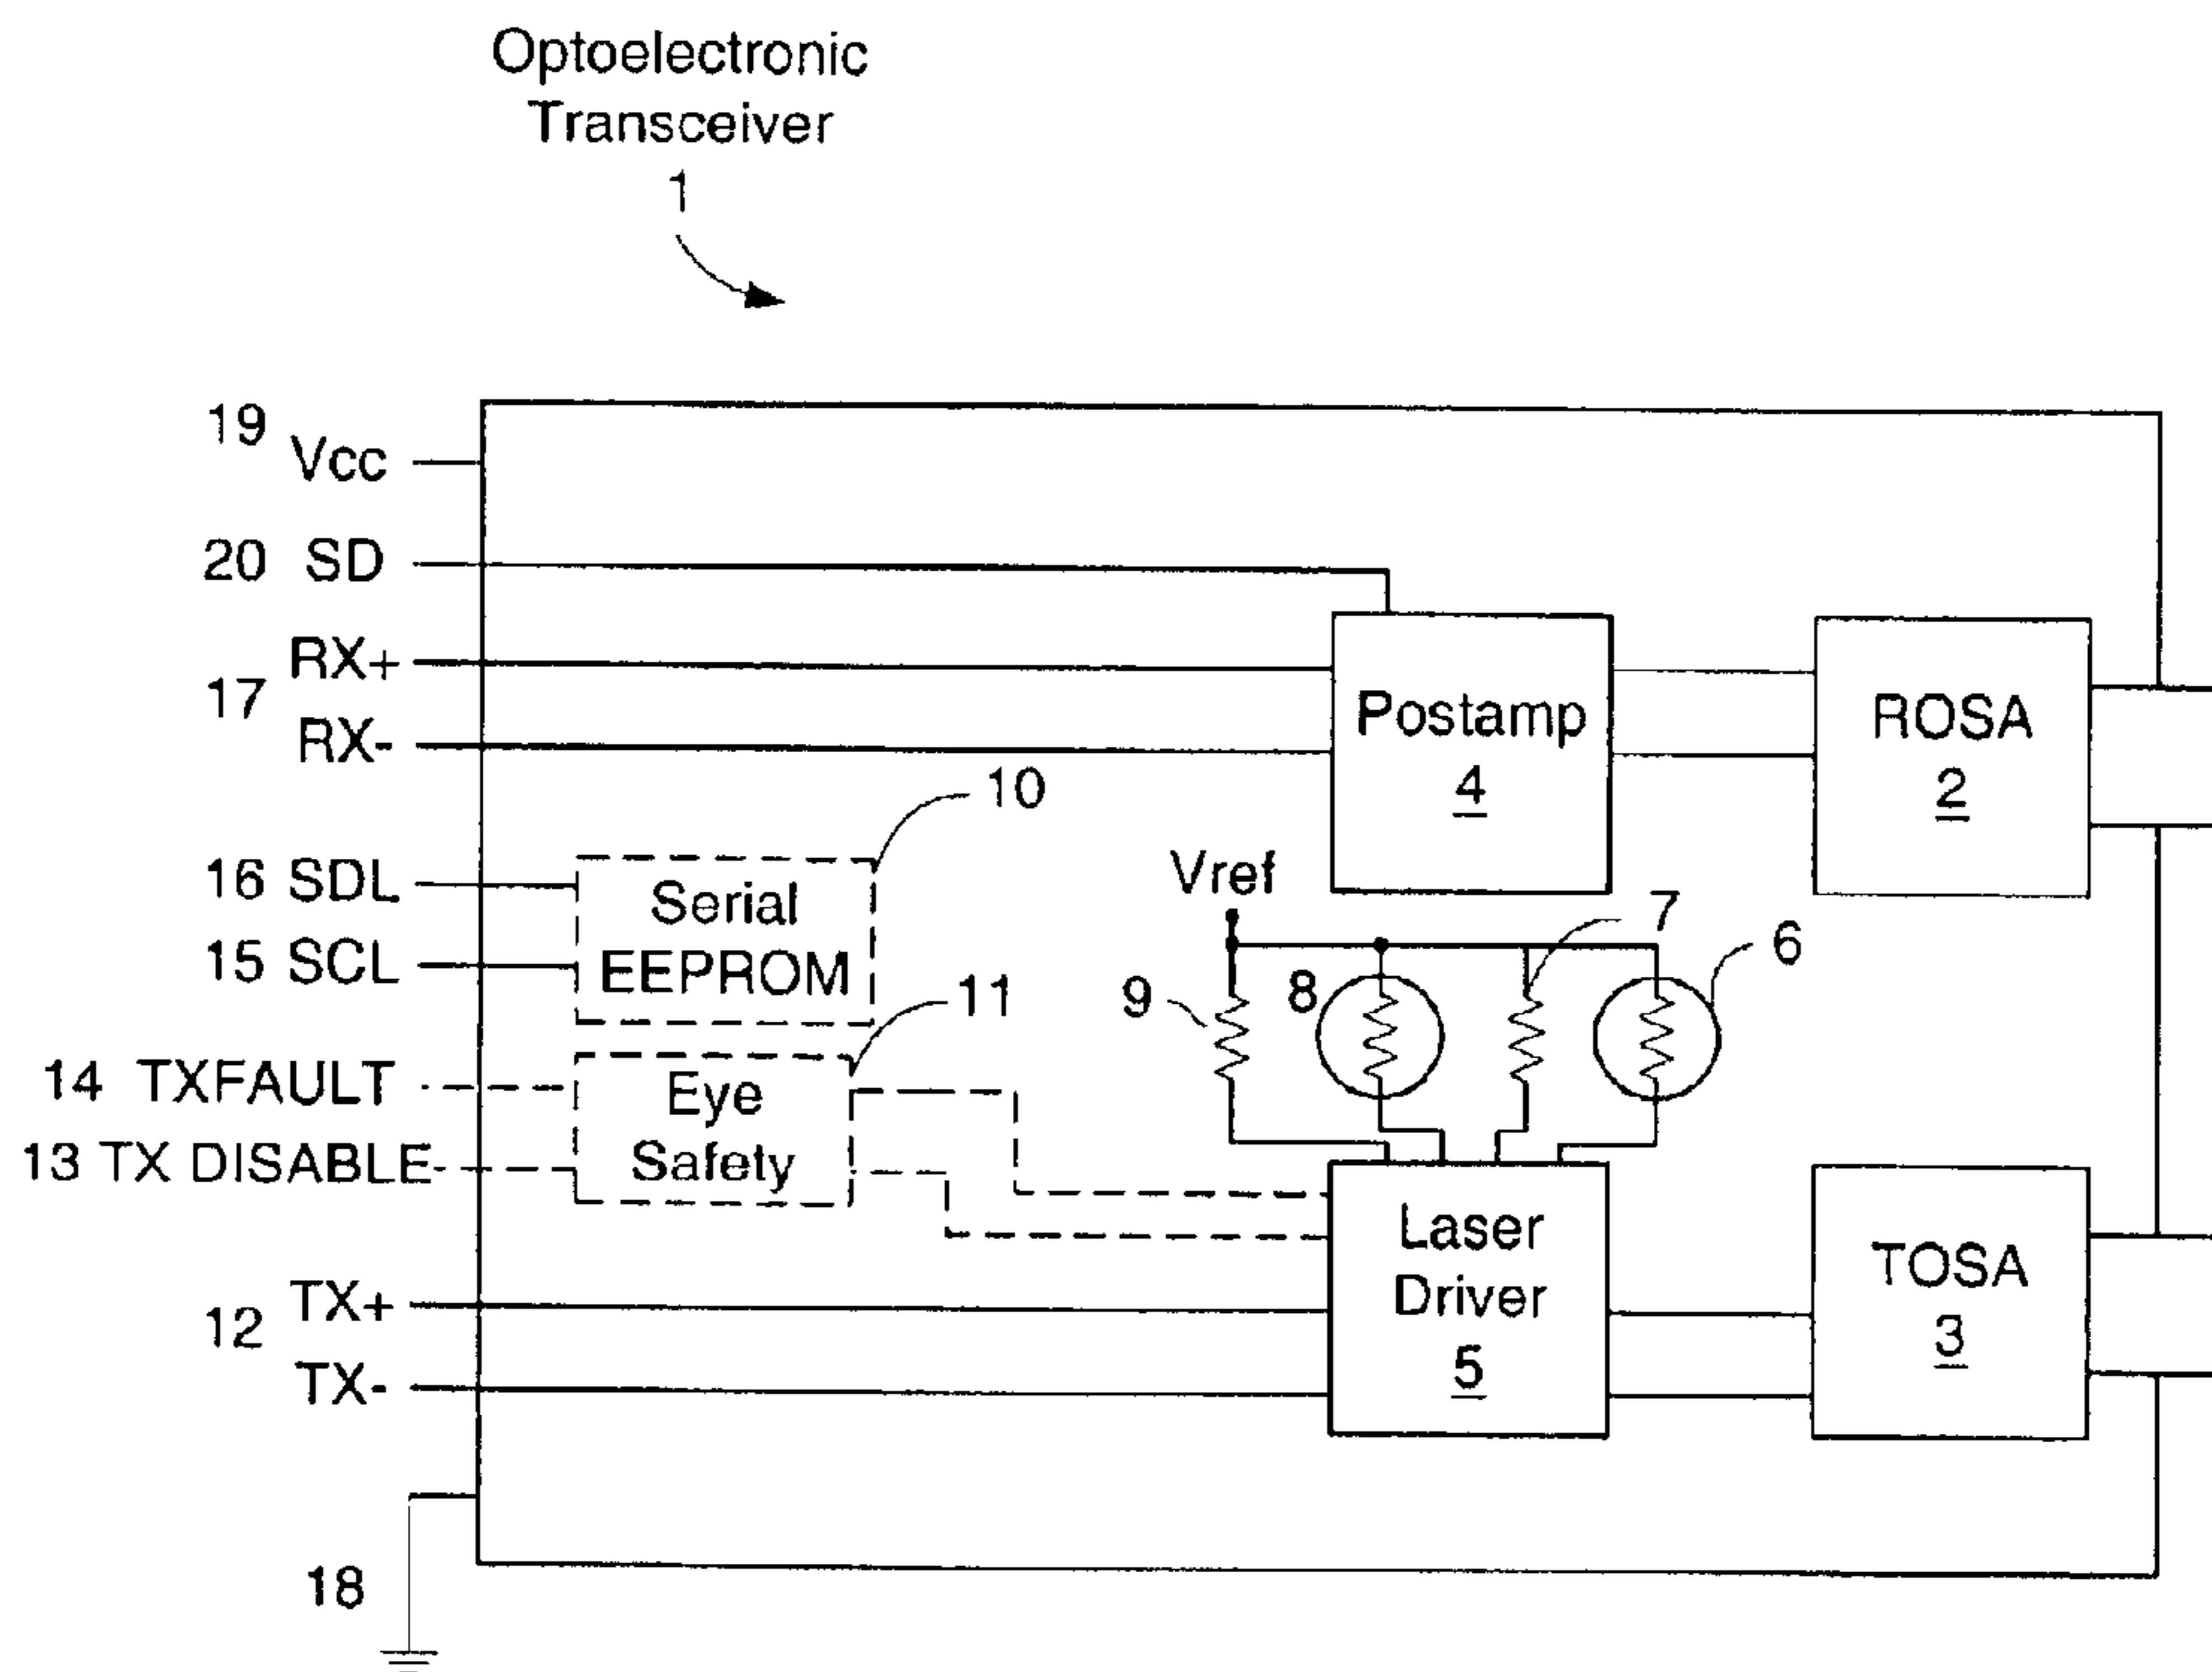 Optoelectronic
Transceiver
1
19
Vcc
20 SD
RX+
17
RX-
Postamp
4
ROSA
2
10
16 SDL
15 SCL
Serial
EEPROM
Vref
7
6
9
8
11
14 TXFAULT
13 TX DISABLE
Eye
Safety
Laser
Driver
5
TOSA
3
TX+
12
TX-
18